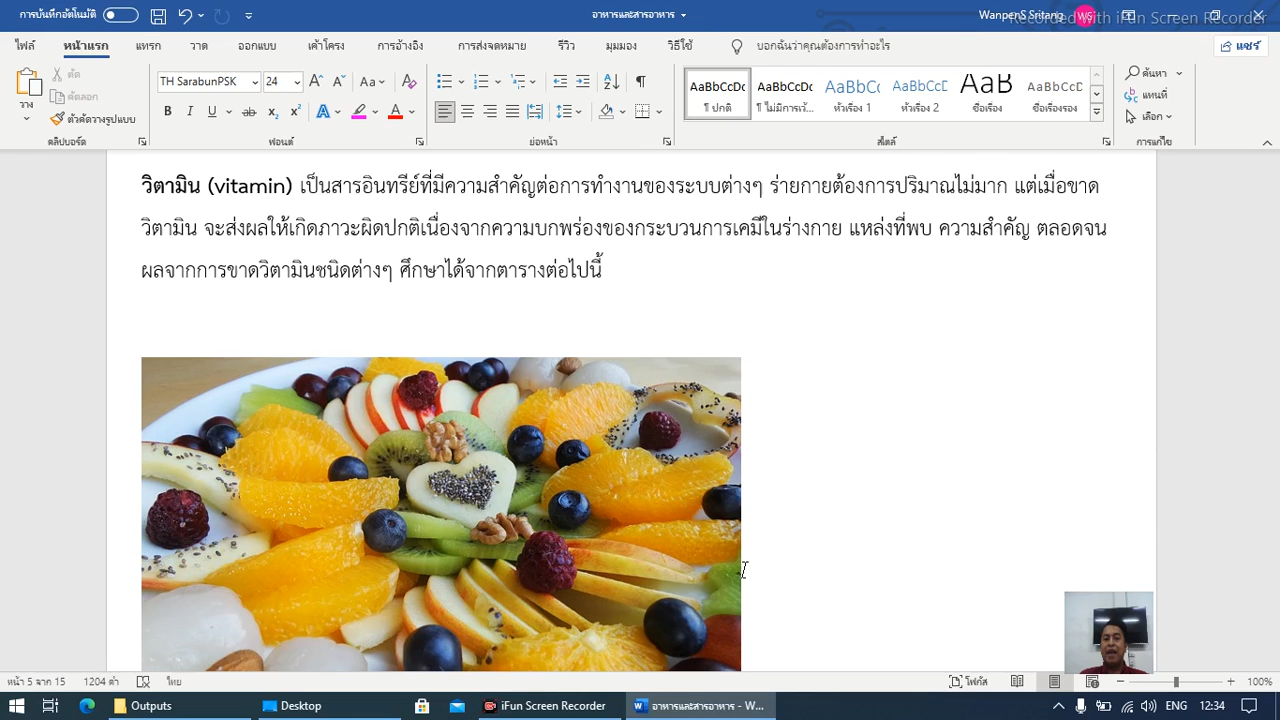 การบันทึกอัตโนมัติ
อาหารและสารอาหาร
WanpenS Sritang
WS
Recorded with iFun Screen Recorder
ไฟล์ หน้าแรก แทรก วาด ออกแบบ เค้าโครง การอ้างอิง การส่งจดหมาย รีวิว มุมมอง วิธีใช้ บอกฉันว่าคุณต้องการทำอะไร แชร์
วาง
ตัด
คัดลอก
ตัวคัดวางรูปแบบ
TH SarabunPSK 24
AaBbCcDc AaBbCcDc AaBbCc AaBbCcD AaB AaBbCcD
¶ ปกติ ¶ ไม่มีการเว้... หัวเรื่อง 1 หัวเรื่อง 2 ชื่อเรื่อง ชื่อเรื่องรอง
ค้นหา
แทนที่
เลือก
คลิปบอร์ด ฟอนต์ ย่อหน้า สไตล์ การแก้ไข
วิตามิน (vitamin) เป็นสารอินทรีย์ที่มีความสำคัญต่อการทำงานของระบบต่างๆ ร่ายกายต้องการปริมาณไม่มาก แต่เมื่อขาด
วิตามิน จะส่งผลให้เกิดภาวะผิดปกติเนื่องจากความบกพร่องของกระบวนการเคมีในร่างกาย แหล่งที่พบ ความสำคัญ ตลอดจน
ผลจากการขาดวิตามินชนิดต่างๆ ศึกษาได้จากตารางต่อไปนี้
หน้า 5 จาก 15 1204 คำ ไทย โฟกัส 100%
Outputs Desktop iFun Screen Recorder อาหารและสารอาหาร - W... ENG 12:34